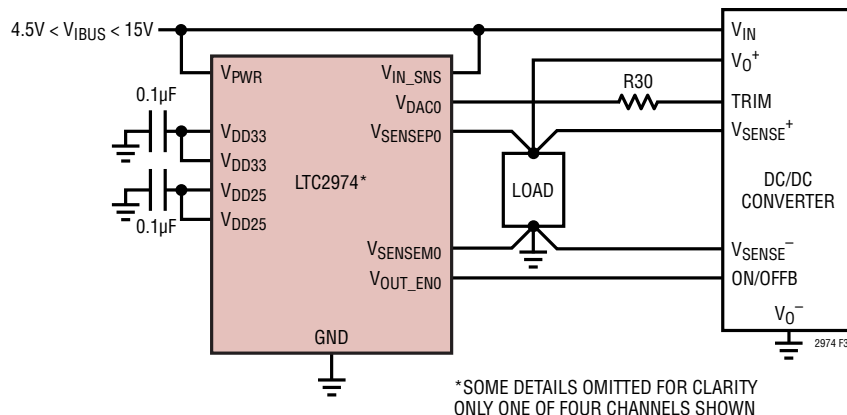 4.5V < VIBUS < 15V
VPWR
VIN_SNS
VIN
VO+
R30
VDAC0
TRIM
0.1µF
VDD33
VSENSEP0
VSENSE+
VDD33
LTC2974*
LOAD
DC/DC
CONVERTER
VDD25
0.1µF
VDD25
VSENSEM0
VSENSE–
VOUT_EN0
ON/OFFB
VO–
GND
2974 F3
*SOME DETAILS OMITTED FOR CLARITY
ONLY ONE OF FOUR CHANNELS SHOWN